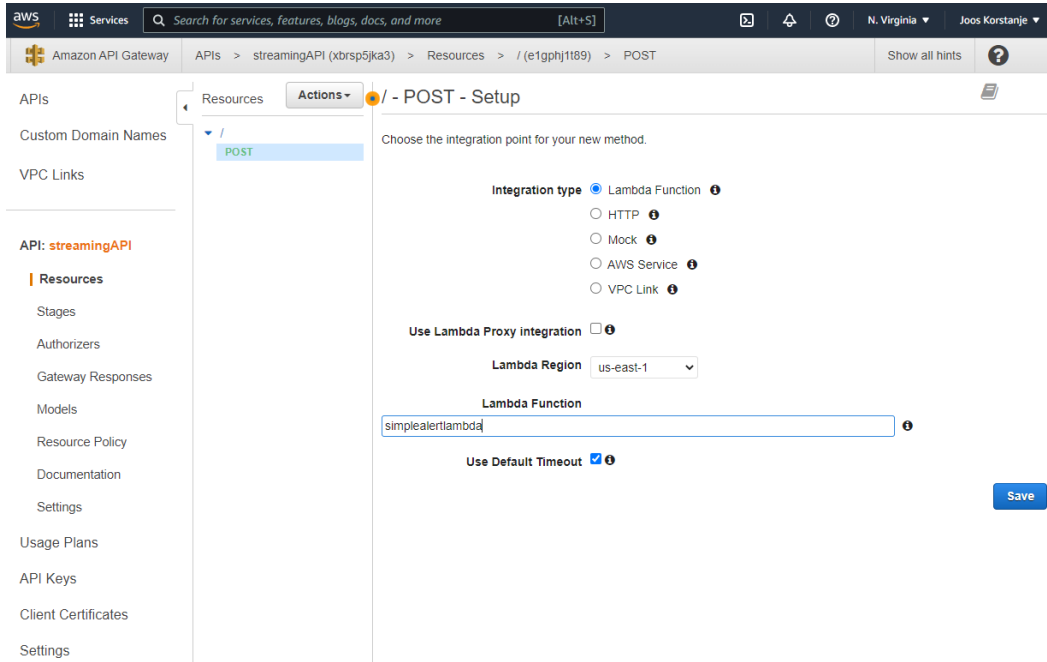 aws Services Search for services, features, blogs, docs, and more [Alt+S] N. Virginia ▼ Joos Korstanje ▼
Amazon API Gateway APIs > streamingAPI (xbrsp5jka3) > Resources > / (e1gphj1t89) > POST Show all hints ?
APIs
Custom Domain Names
VPC Links
API: streamingAPI
Resources
Stages
Authorizers
Gateway Responses
Models
Resource Policy
Documentation
Settings
Usage Plans
API Keys
Client Certificates
Settings
Resources Actions
/
POST
/ - POST - Setup
Choose the integration point for your new method.
Integration type Lambda Function
HTTP
Mock
AWS Service
VPC Link
Use Lambda Proxy integration
Lambda Region us-east-1
Lambda Function
simplealertlambda
Use Default Timeout
Save